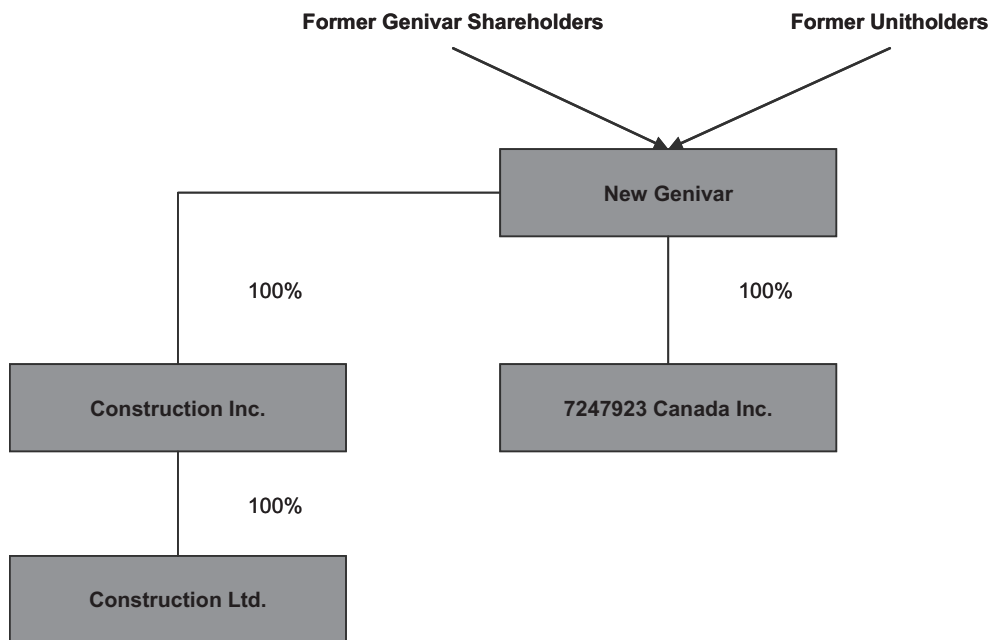 Former Genivar Shareholders
Former Unitholders
New Genivar
100%
100%
Construction Inc.
7247923 Canada Inc.
100%
Construction Ltd.